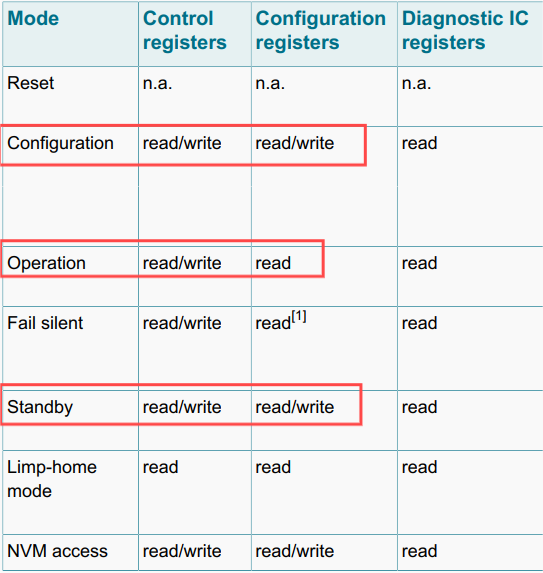 Mode Control registers Configuration registers Diagnostic IC registers
Reset n.a. n.a. n.a.
Configuration read/write read/write read
Operation read/write read read
Fail silent read/write read[1] read
Standby read/write read/write read
Limp-home mode read read read
NVM access read/write read/write read